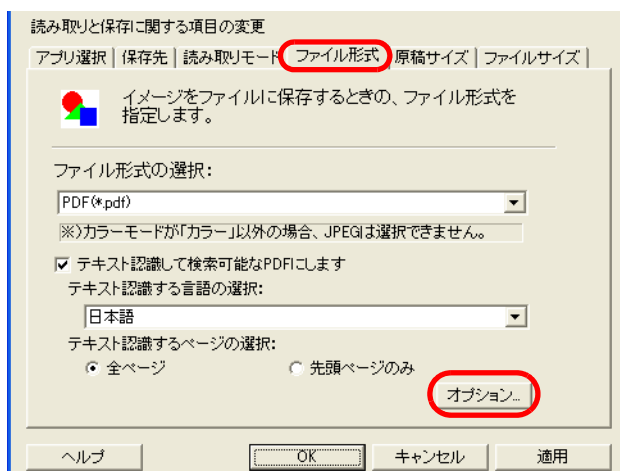 読み取りと保存に関する項目の変更
アプリ選択 保存先 読み取りモード ファイル形式 原稿サイズ ファイルサイズ
イメージをファイルに保存するときの、ファイル形式を
指定します。
ファイル形式の選択:
PDF(*.pdf)
※)カラーモードが「カラー」以外の場合、JPEGは選択できません。
テキスト認識して検索可能なPDFにします
テキスト認識する言語の選択:
日本語
テキスト認識するページの選択:
全ページ 先頭ページのみ
オプション...
ヘルプ OK キャンセル 適用